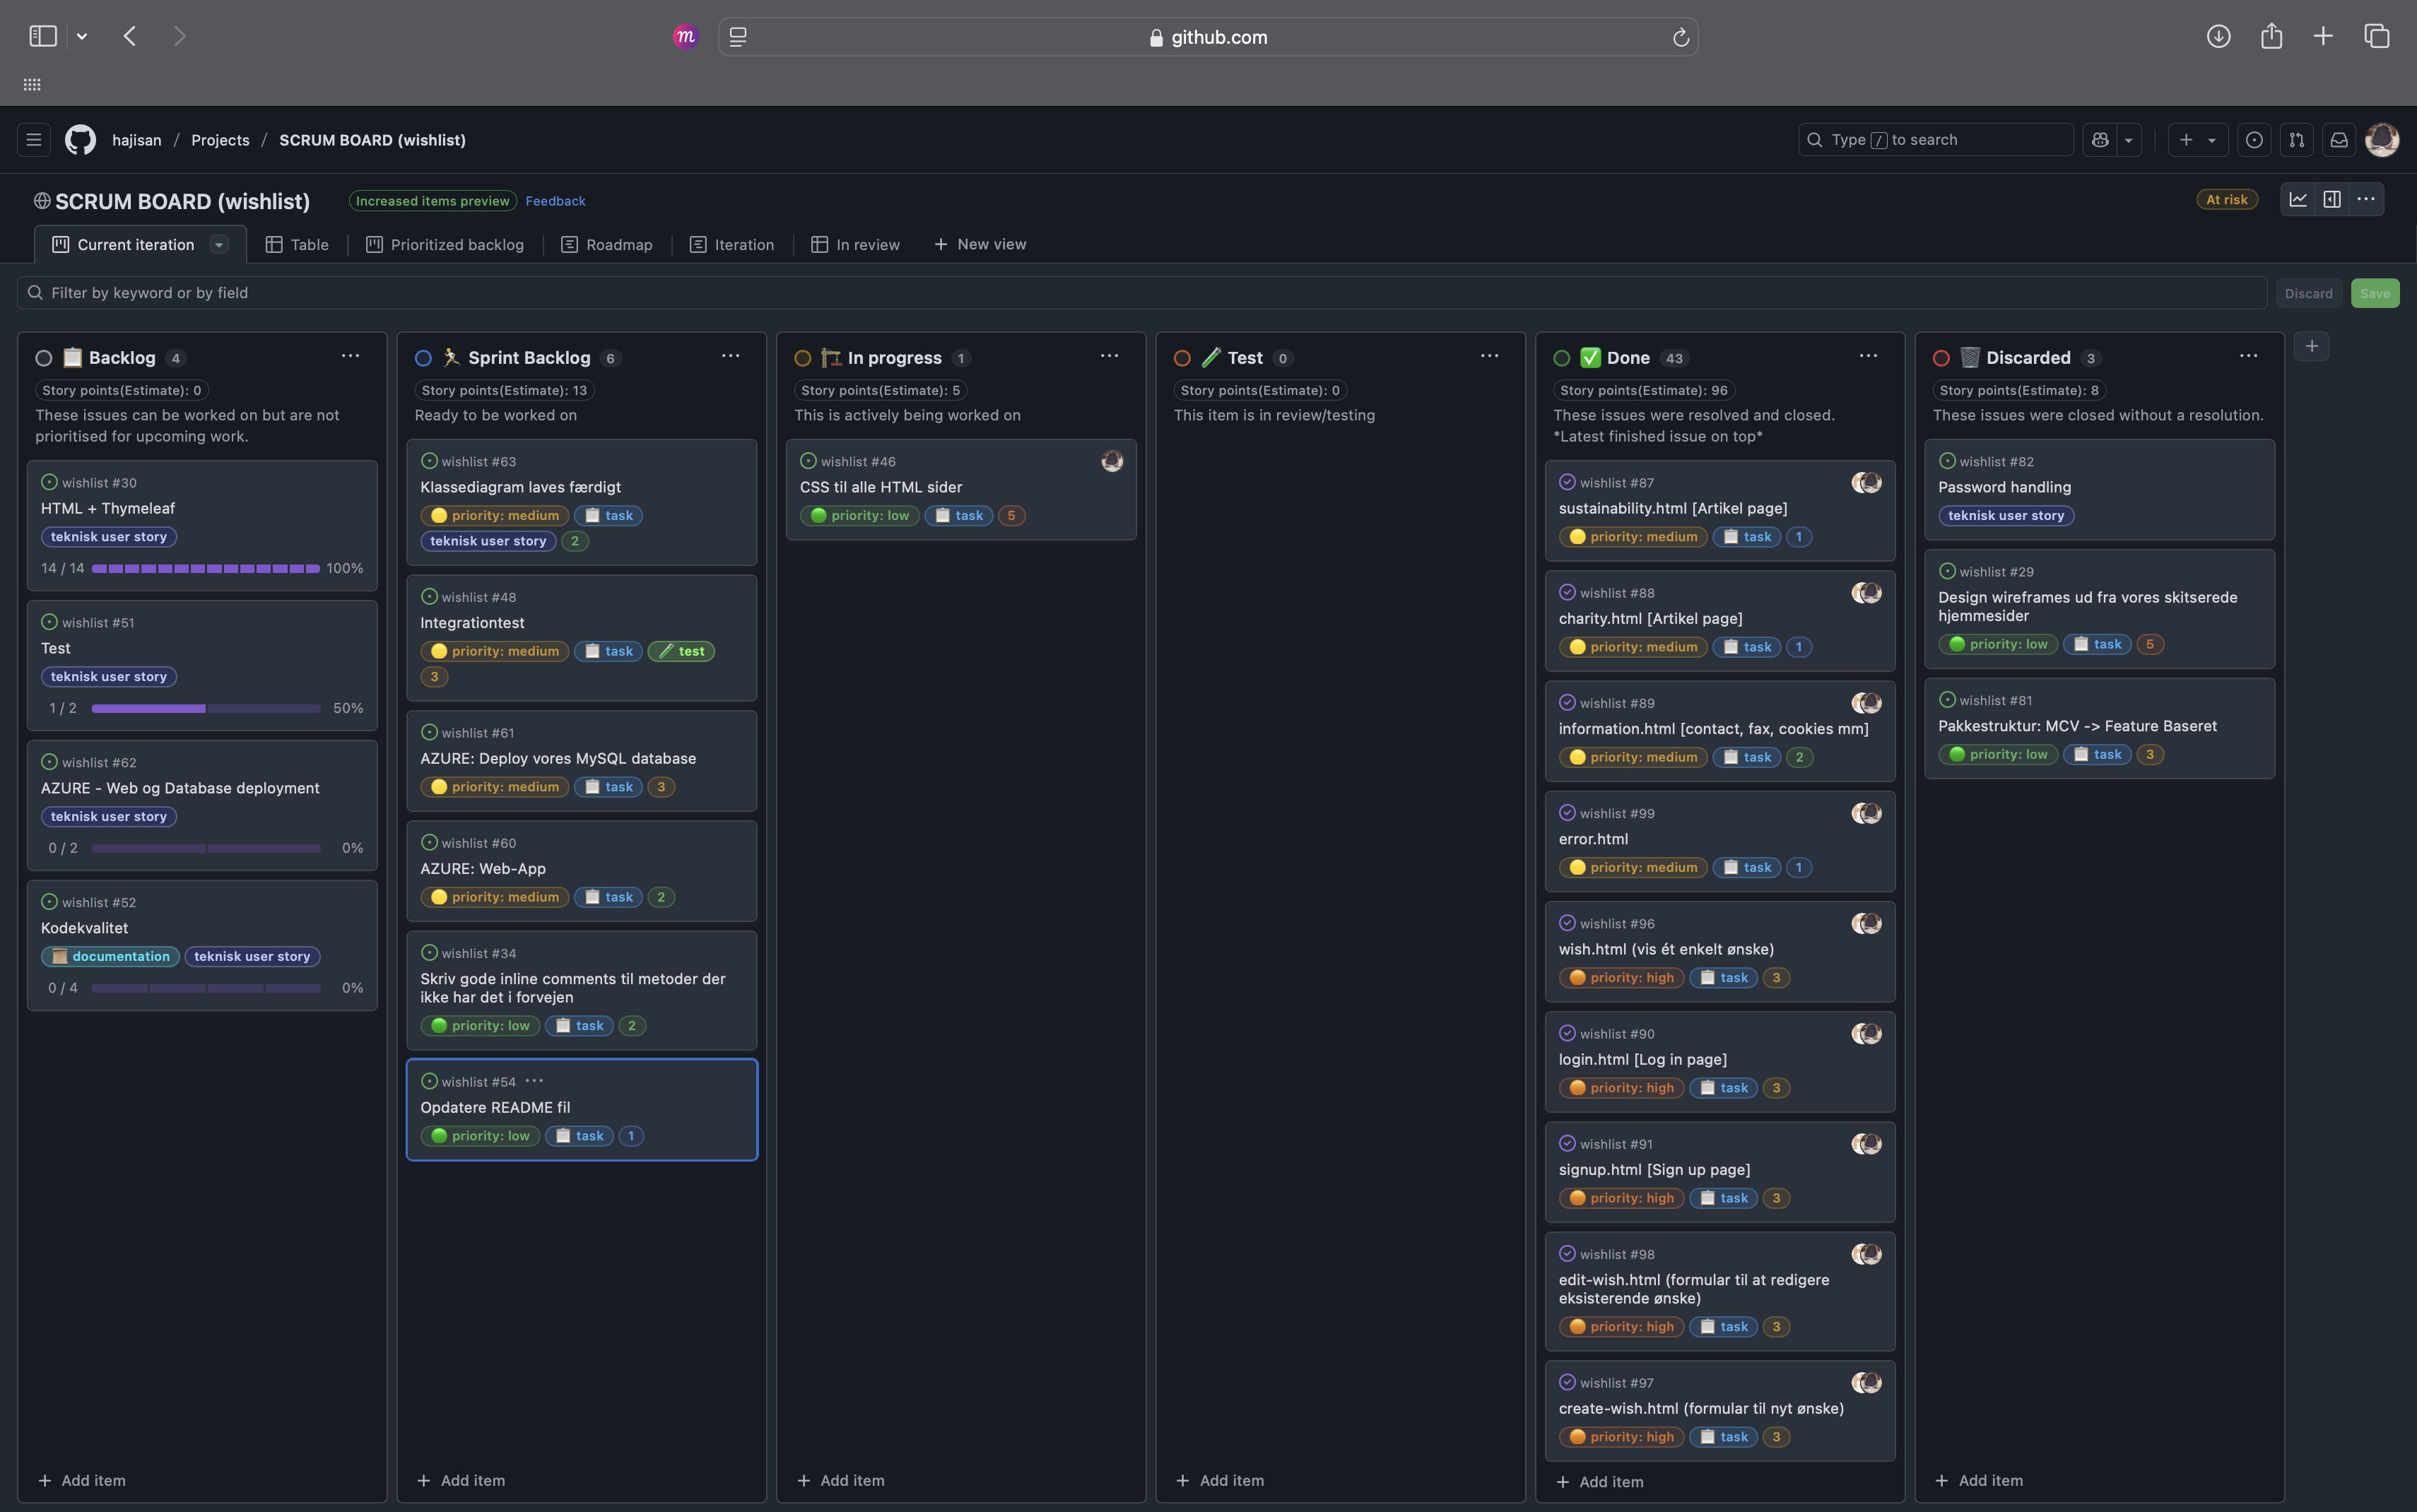 m
github.com
hajisan / Projects / SCRUM BOARD (wishlist)
Type / to search
SCRUM BOARD (wishlist)
Increased items preview
Feedback
At risk
Current iteration
Table
Prioritized backlog
Roadmap
Iteration
In review
New view
Filter by keyword or by field
Discard
Save
Backlog 4
Story points(Estimate): 0
These issues can be worked on but are not
prioritised for upcoming work.
wishlist #30
HTML + Thymeleaf
teknisk user story
14 / 14 100%
wishlist #51
Test
teknisk user story
1 / 2 50%
wishlist #62
AZURE - Web og Database deployment
teknisk user story
0 / 2 0%
wishlist #52
Kodekvalitet
documentation teknisk user story
0 / 4 0%
+ Add item
Sprint Backlog 6
Story points(Estimate): 13
Ready to be worked on
wishlist #63
Klassediagram laves færdigt
priority: medium task
teknisk user story 2
wishlist #48
Integrationtest
priority: medium task test
3
wishlist #61
AZURE: Deploy vores MySQL database
priority: medium task 3
wishlist #60
AZURE: Web-App
priority: medium task 2
wishlist #34
Skriv gode inline comments til metoder der
ikke har det i forvejen
priority: low task 2
wishlist #54 ...
Opdatere README fil
priority: low task 1
+ Add item
In progress 1
Story points(Estimate): 5
This is actively being worked on
wishlist #46
CSS til alle HTML sider
priority: low task 5
+ Add item
Test 0
Story points(Estimate): 0
This item is in review/testing
+ Add item
Done 43
Story points(Estimate): 96
These issues were resolved and closed.
*Latest finished issue on top*
wishlist #87
sustainability.html [Artikel page]
priority: medium task 1
wishlist #88
charity.html [Artikel page]
priority: medium task 1
wishlist #89
information.html [contact, fax, cookies mm]
priority: medium task 2
wishlist #99
error.html
priority: medium task 1
wishlist #96
wish.html (vis ét enkelt ønske)
priority: high task 3
wishlist #90
login.html [Log in page]
priority: high task 3
wishlist #91
signup.html [Sign up page]
priority: high task 3
wishlist #98
edit-wish.html (formular til at redigere
eksisterende ønske)
priority: high task 3
wishlist #97
create-wish.html (formular til nyt ønske)
priority: high task 3
+ Add item
Discarded 3
Story points(Estimate): 8
These issues were closed without a resolution.
wishlist #82
Password handling
teknisk user story
wishlist #29
Design wireframes ud fra vores skitserede
hjemmesider
priority: low task 5
wishlist #81
Pakkestruktur: MCV -> Feature Baseret
priority: low task 3
+ Add item